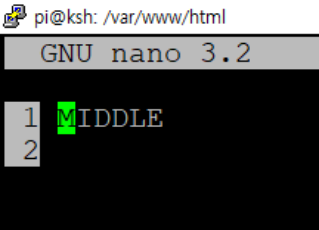 pi@ksh: /var/www/html
GNU nano 3.2
1 MIDDLE
2